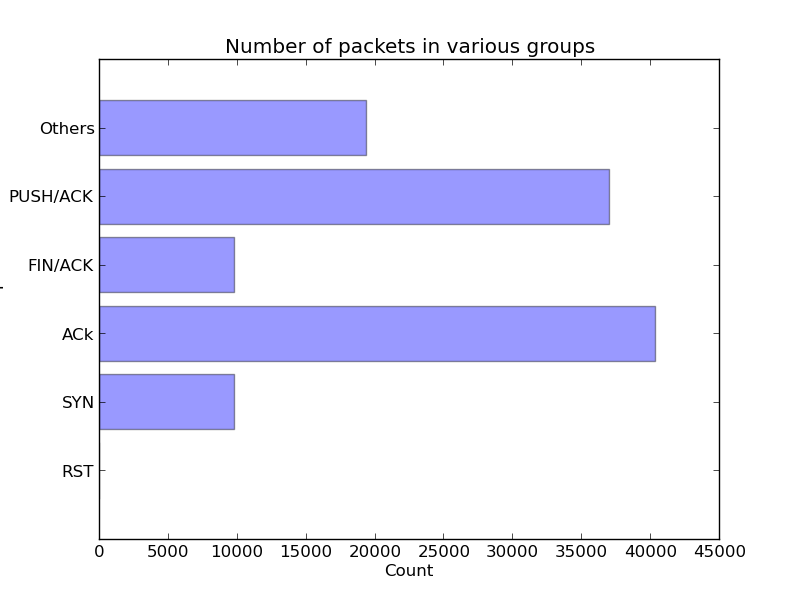 Number of packets in various groups
Others
PUSH/ACK
FIN/ACK
ACk
SYN
RST
0 5000 10000 15000 20000 25000 30000 35000 40000 45000
Count